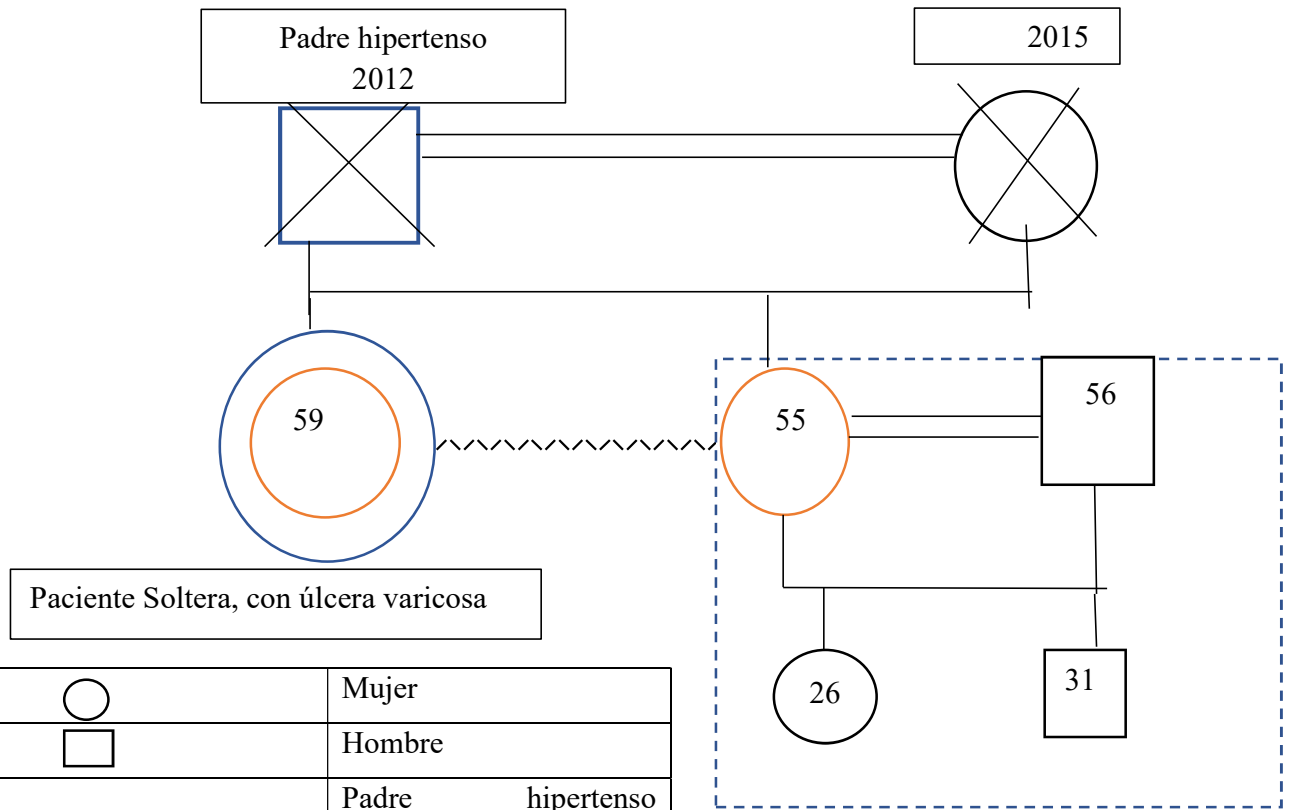 Padre hipertenso
2012
2015
59
55
56
Paciente Soltera, con úlcera varicosa
26
31
Mujer
Hombre
Padre hipertenso